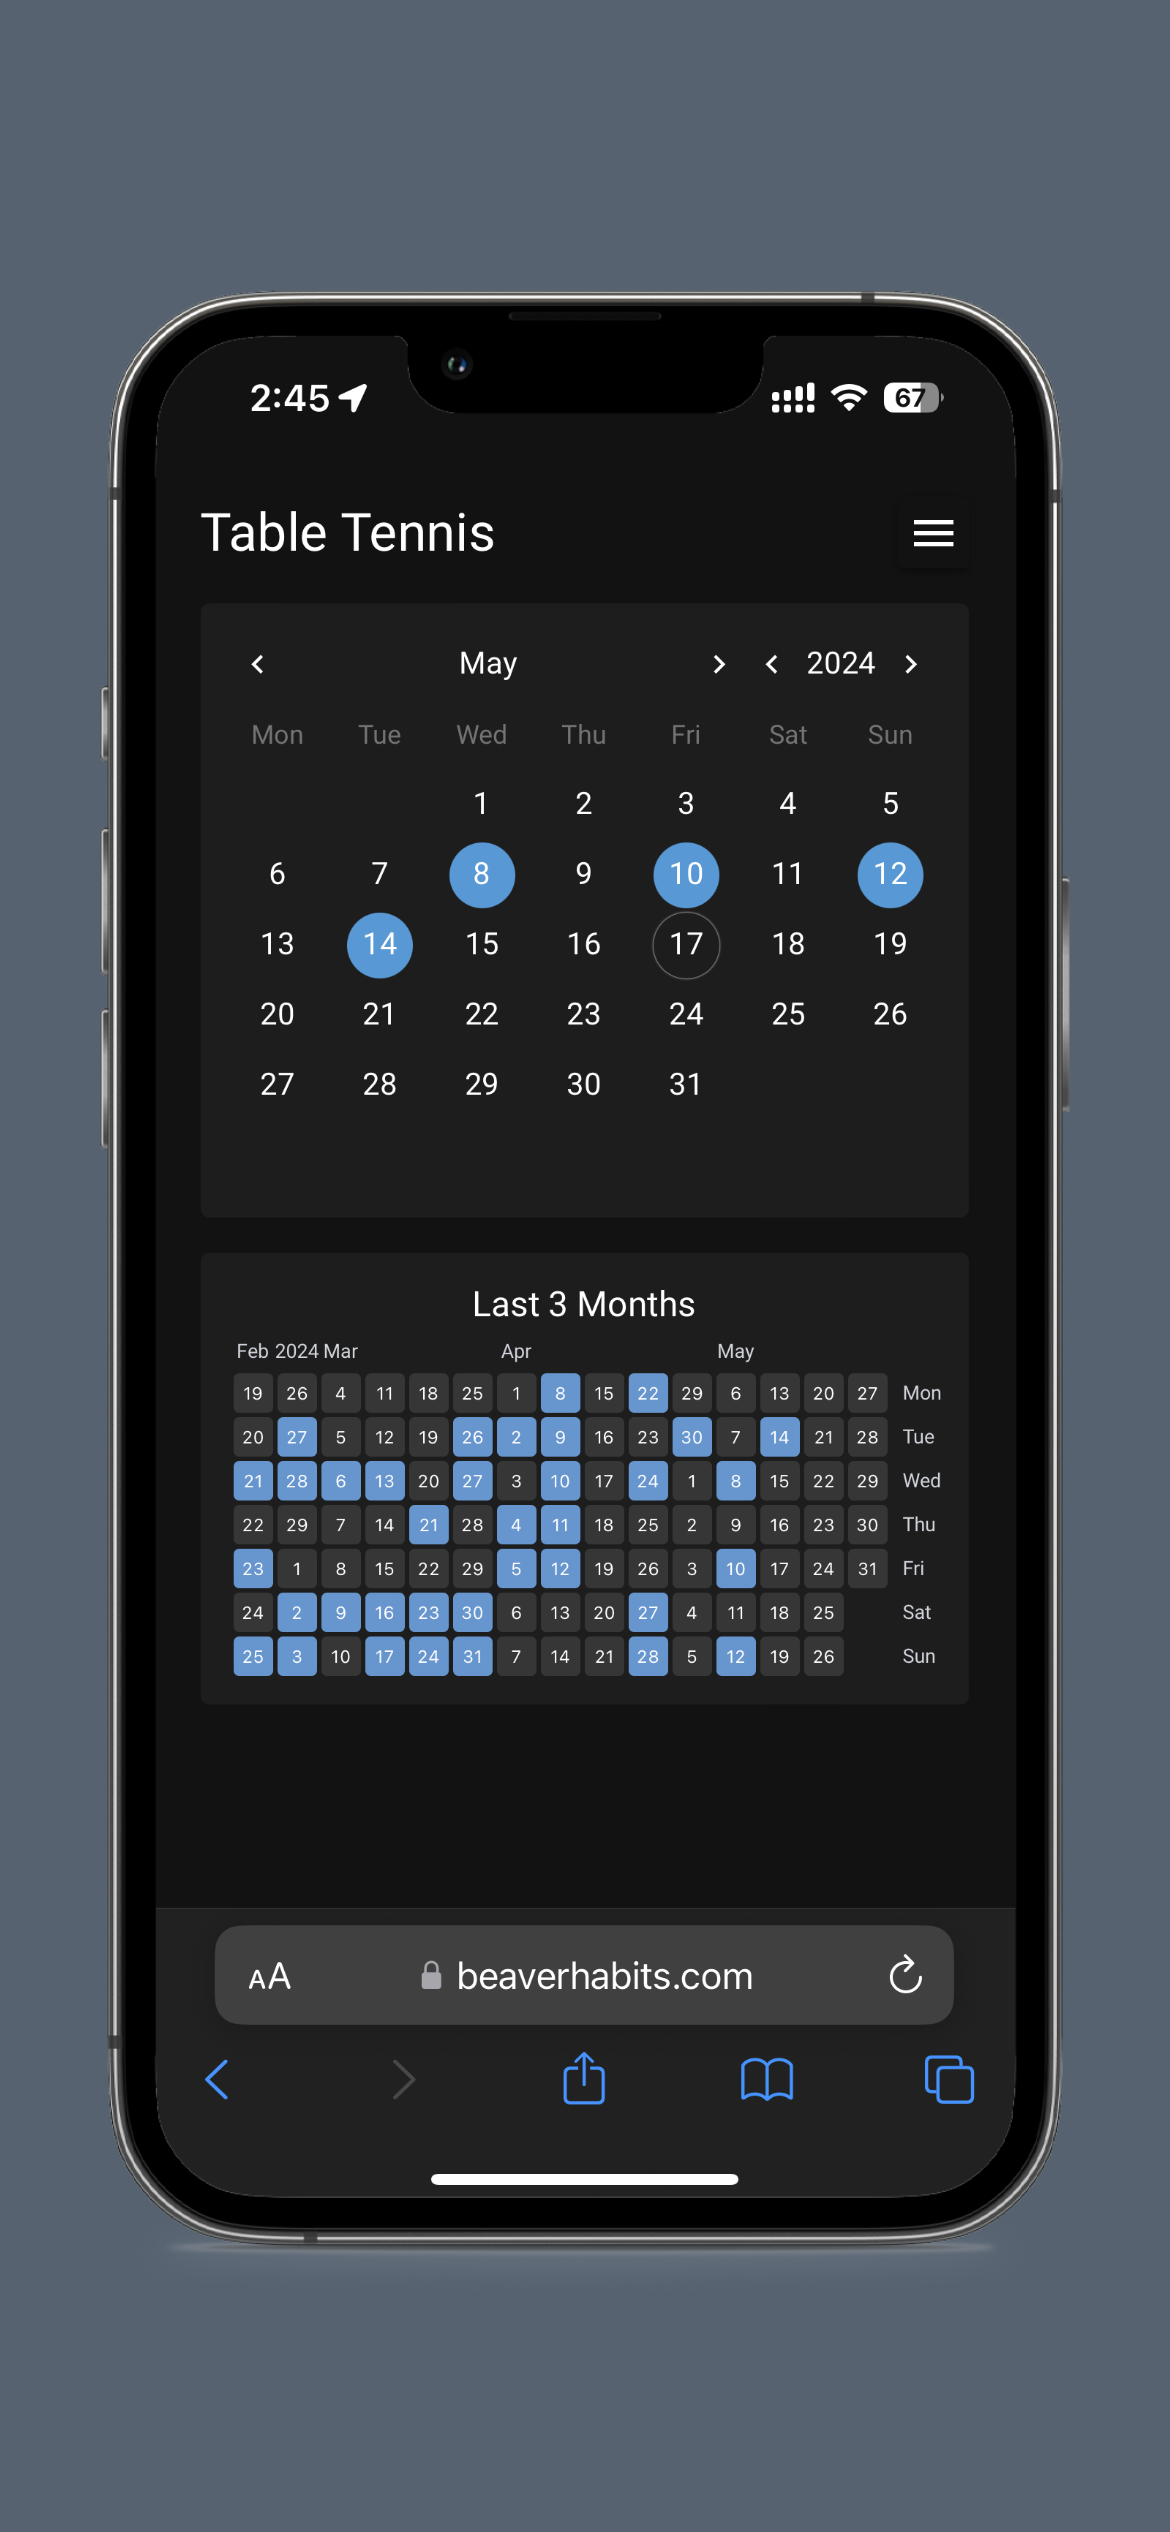 2:45 67
Table Tennis
May 2024
Mon Tue Wed Thu Fri Sat Sun
1 2 3 4 5
6 7 8 9 10 11 12
13 14 15 16 17 18 19
20 21 22 23 24 25 26
27 28 29 30 31
Last 3 Months
Feb 2024 Mar Apr May
19 26 4 11 18 25 1 8 15 22 29 6 13 20 27 Mon
20 27 5 12 19 26 2 9 16 23 30 7 14 21 28 Tue
21 28 6 13 20 27 3 10 17 24 1 8 15 22 29 Wed
22 29 7 14 21 28 4 11 18 25 2 9 16 23 30 Thu
23 1 8 15 22 29 5 12 19 26 3 10 17 24 31 Fri
24 2 9 16 23 30 6 13 20 27 4 11 18 25 Sat
25 3 10 17 24 31 7 14 21 28 5 12 19 26 Sun
AA beaverhabits.com